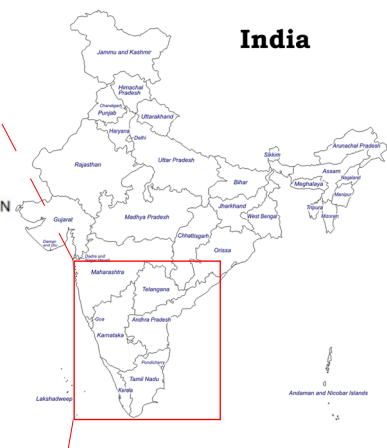 India
Jammu and Kashmir
Himachal
Pradesh
Chandigarh
Punjab
Uttarakhand
Haryana
Delhi
Arunachal Pradesh
Sikkim
Rajasthan
Uttar Pradesh
Assam
Nagaland
Bihar
Meghalaya
Manipur
N
Jharkhand
Tripura
Mizoram
Gujarat
Madhya Pradesh
West Bengal
Chhattisgarh
Daman
and Diu
Orissa
Dadra and
Nagar Haveli
Maharashtra
Telangana
Goa
Andhra Pradesh
Karnataka
Pondicherry
Tamil Nadu
Kerala
Lakshadweep
Andaman and Nicobar Islands